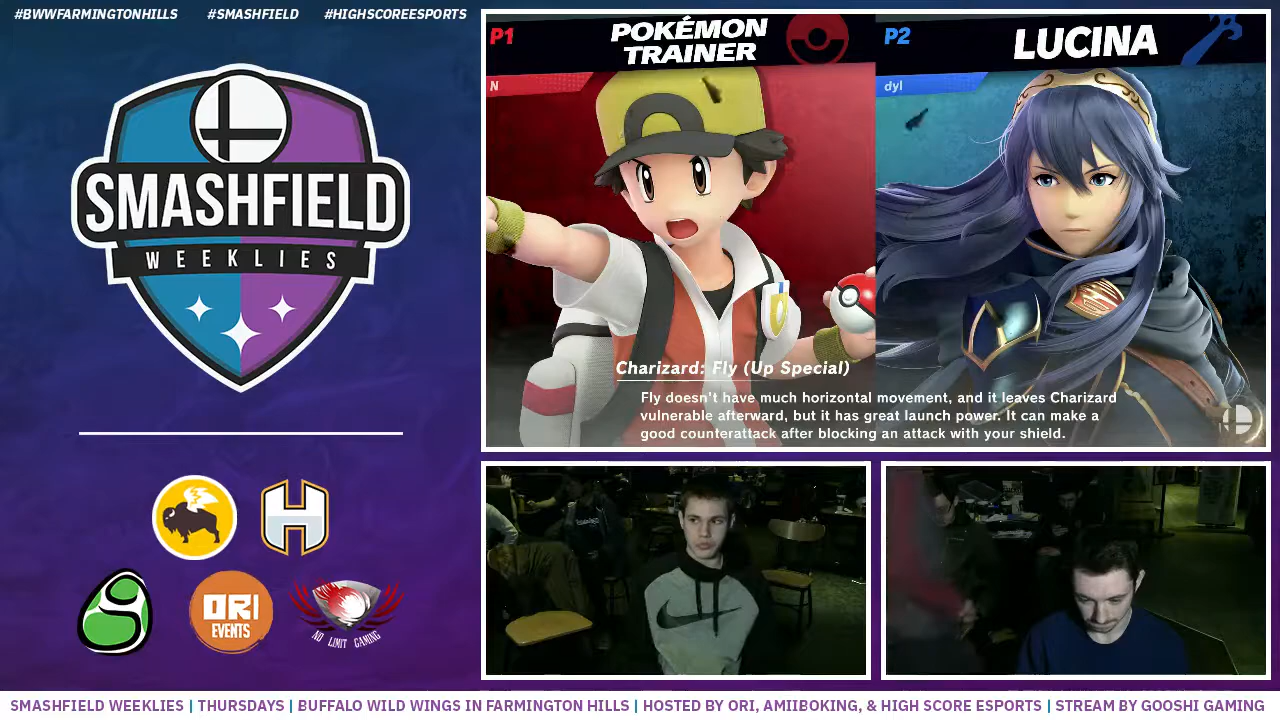 #BWWFARMINGTONHILLS #SMASHFIELD #HIGHSCOREESPORTS
SMASHFIELD
WEEKLIES
ORI
EVENTS
NO LIMIT GAMING
P1
POKÉMON
TRAINER
N
P2
LUCINA
dyl
Charizard: Fly (Up Special)
Fly doesn't have much horizontal movement, and it leaves Charizard
vulnerable afterward, but it has great launch power. It can make a
good counterattack after blocking an attack with your shield.
SMASHFIELD WEEKLIES | THURSDAYS | BUFFALO WILD WINGS IN FARMINGTON HILLS | HOSTED BY ORI, AMIIBOKING, & HIGH SCORE ESPORTS | STREAM BY GOOSHI GAMING